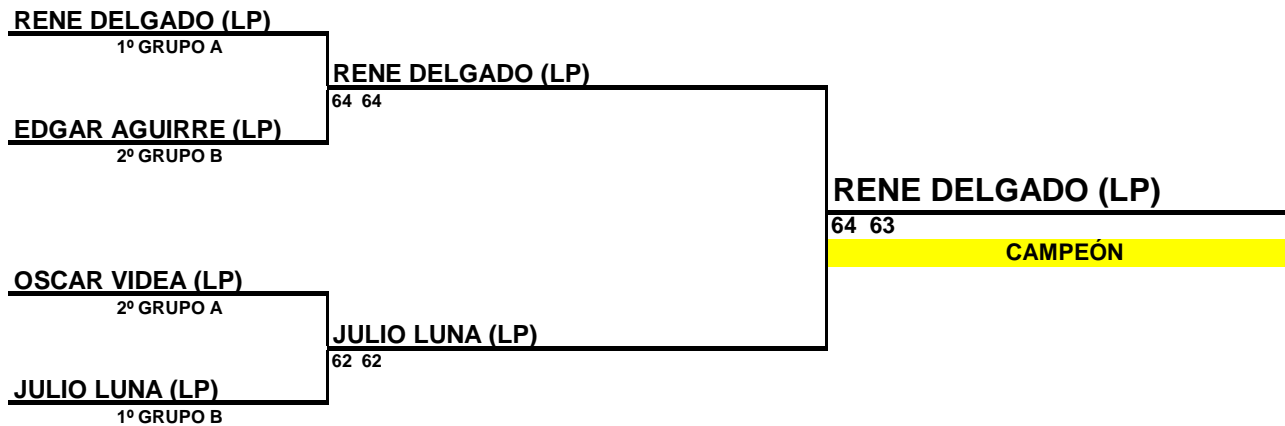 RENE DELGADO (LP)
1º GRUPO A
RENE DELGADO (LP)
64 64
EDGAR AGUIRRE (LP)
2º GRUPO B
RENE DELGADO (LP)
64 63
CAMPEÓN
OSCAR VIDEA (LP)
2º GRUPO A
JULIO LUNA (LP)
62 62
JULIO LUNA (LP)
1º GRUPO B